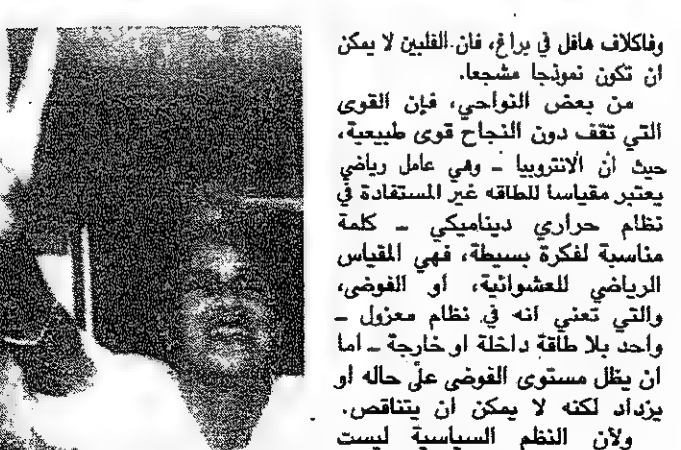 وفاكلاف هافل في براغ، فان الفلبين لا يمكن
ان تكون نموذجا مشجعا.
من بعض النواحي، فإن القوى
التي تقف دون النجاح قوى طبيعية،
حيث أن الانتروبيا - وهي عامل رياضي
يعتبر مقياسا للطاقه غير المستفادة في
نظام حراري ديناميكي - كلمة
مناسبة لفكرة بسيطة، فهي المقياس
الرياضي للعشوائية، أو الفوضى،
والتي تعني انه في نظام معزول -
واحد بلا طاقة داخلة او خارجة - اما
ان يظل مستوى الفوضى على حاله او
يزداد لكنه لا يمكن ان يتناقص.
ولأن النظم السياسية ليست